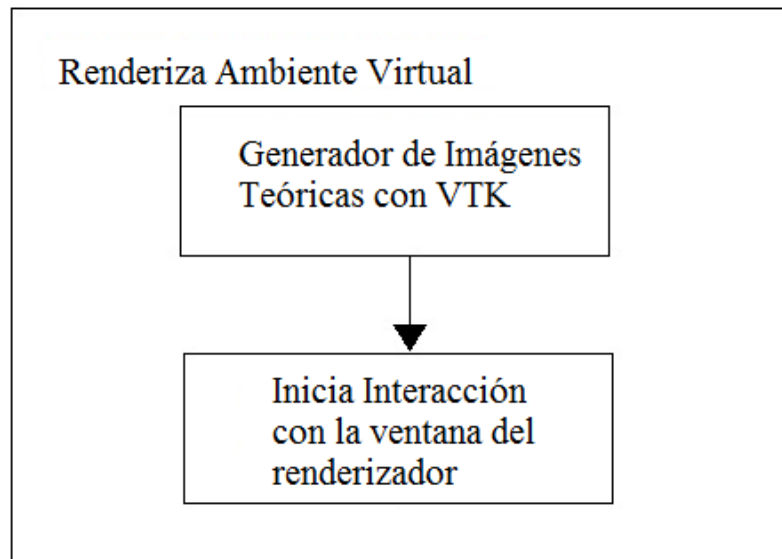 Renderiza Ambiente Virtual
Generador de Imágenes
Teóricas con VTK
Inicia Interacción
con la ventana del
renderizador